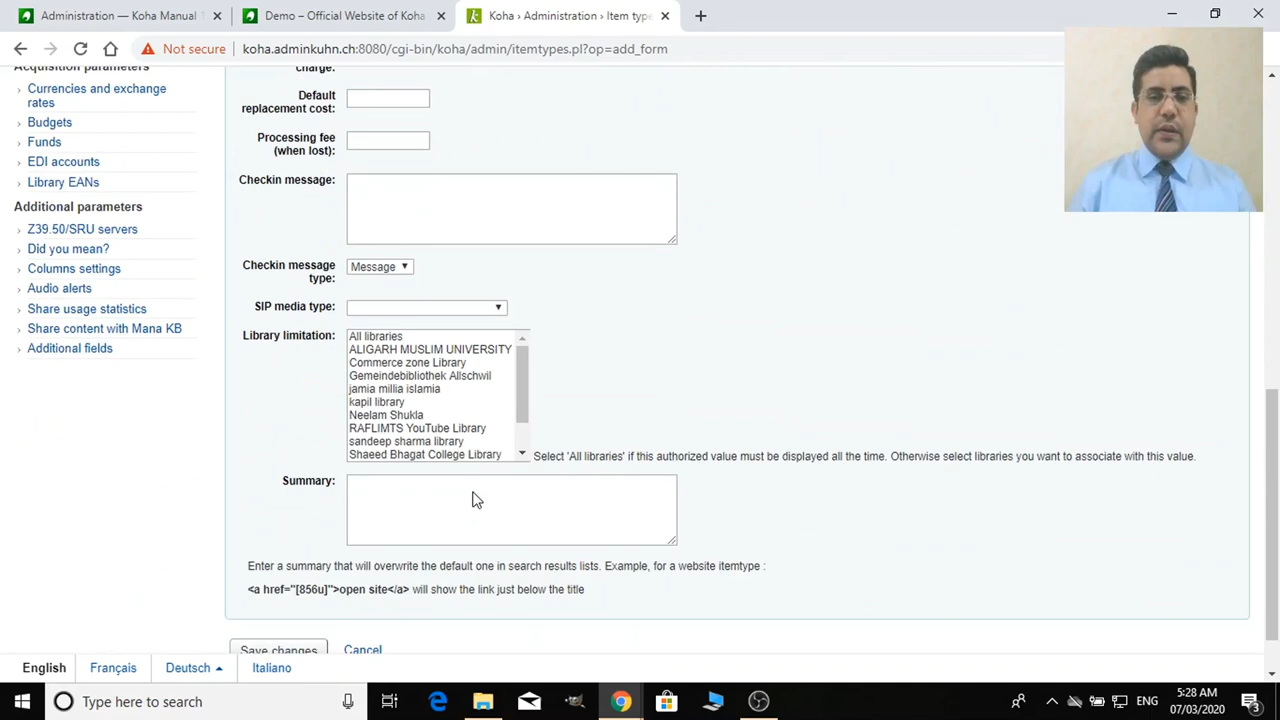 Administration — Koha Manual 1
Demo – Official Website of Koha
Koha › Administration › Item type
Not secure
koha.adminkuhn.ch:8080/cgi-bin/koha/admin/itemtypes.pl?op=add_form
Acquisition parameters
› Currencies and exchange
rates
› Budgets
› Funds
› EDI accounts
› Library EANs
Additional parameters
› Z39.50/SRU servers
› Did you mean?
› Columns settings
› Audio alerts
› Share usage statistics
› Share content with Mana KB
› Additional fields
charge:
Default
replacement cost:
Processing fee
(when lost):
Checkin message:
Checkin message
type:
Message
SIP media type:
Library limitation:
All libraries
ALIGARH MUSLIM UNIVERSITY
Commerce zone Library
Gemeindebibliothek Allschwil
jamia millia islamia
kapil library
Neelam Shukla
RAFLIMTS YouTube Library
sandeep sharma library
Shaeed Bhagat College Library
Select 'All libraries' if this authorized value must be displayed all the time. Otherwise select libraries you want to associate with this value.
Summary:
Enter a summary that will overwrite the default one in search results lists. Example, for a website itemtype :
<a href="[856u]">open site</a> will show the link just below the title
Save changes
Cancel
English
Français
Deutsch
Italiano
Type here to search
ENG
5:28 AM
07/03/2020
3